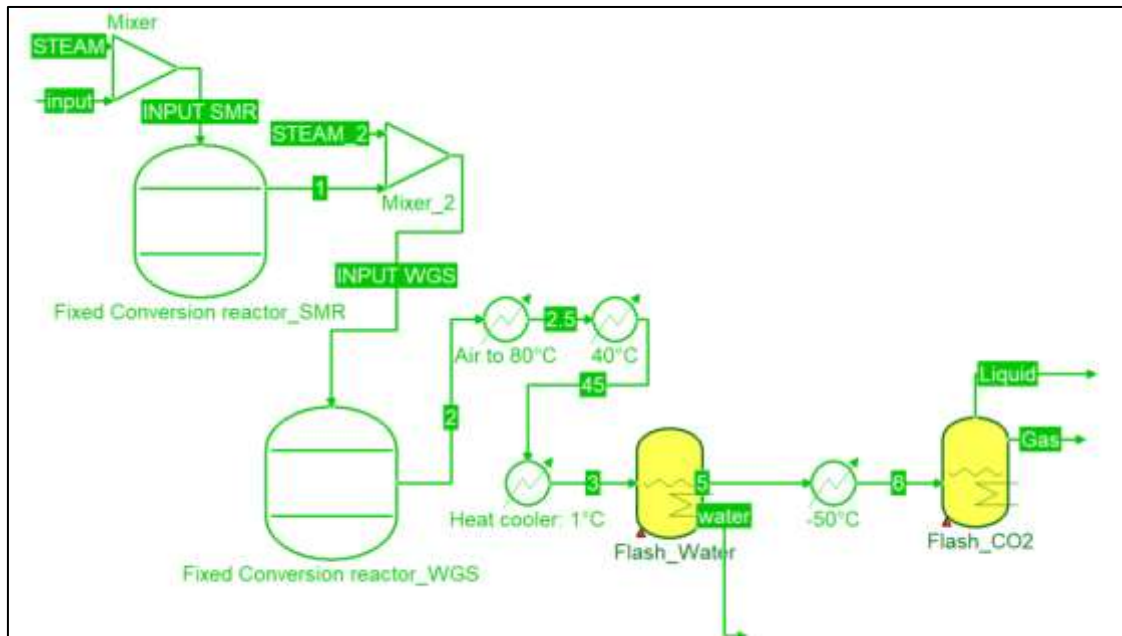 Mixer
STEAM
input
INPUT SMR
STEAM_2
1
Mixer_2
INPUT WGS
Fixed Conversion reactor_SMR
2.5
Air to 80°C
40°C
45
2
Liquid
Gas
3
5
6
Heat cooler: 1°C
water
-50°C
Flash_Water
Flash_CO2
Fixed Conversion reactor_WGS